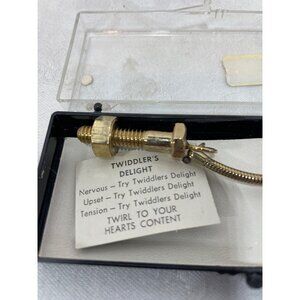 TWIDDLER'S
DELIGHT
Nervous – Try Twiddlers Delight
Upset – Try Twiddlers Delight
Tension – Try Twiddlers Delight
TWIRL TO YOUR
HEARTS CONTENT